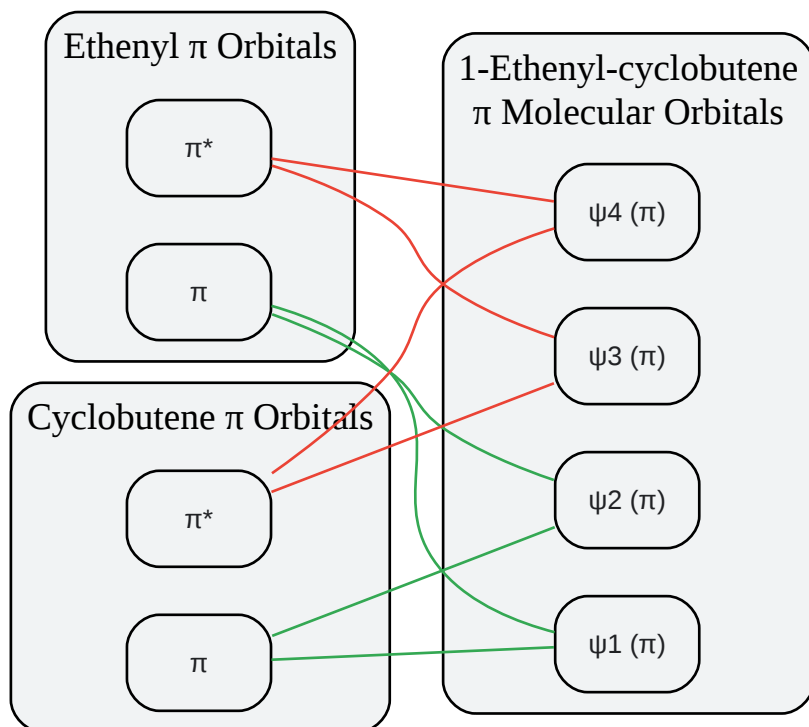 Ethenyl π Orbitals
π*
π
Cyclobutene π Orbitals
π*
π
1-Ethenyl-cyclobutene
π Molecular Orbitals
ψ4 (π)
ψ3 (π)
ψ2 (π)
ψ1 (π)